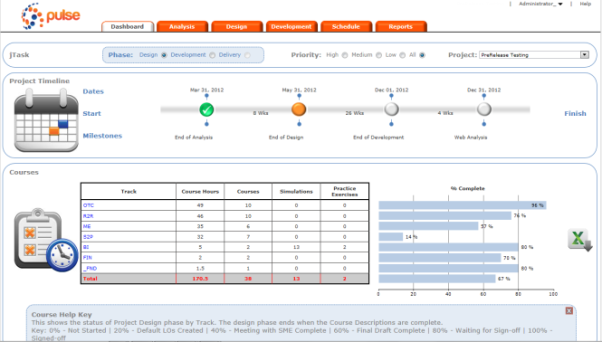 | Administrator_ | Help
pulse
Dashboard Analysis Design Development Schedule Reports
JTask Phase: Design Development Delivery Priority: High Medium Low All Project: PreRelease Testing
Project Timeline
Dates Mar 31, 2012 May 31, 2012 Dec 01, 2012 Dec 31, 2012
Start 8 Wks 26 Wks 4 Wks Finish
Milestones End of Analysis End of Design End of Development Web Analysis
Courses
Track Course Hours Courses Simulations Practice Exercises % Complete
OTC 49 10 0 0 96 %
R2R 46 10 0 0 76 %
ME 35 6 0 0 57 %
S2P 32 7 0 0 14 %
BI 5 2 13 2 80 %
FIN 2 2 0 0 70 %
_FND 1.5 1 0 0 80 %
Total 170.5 38 13 2 67 %
0 20 40 60 80 100
Course Help Key
This shows the status of Project Design phase by Track. The design phase ends when the Course Descriptions are complete.
Key: 0% - Not Started | 20% - Default LOs Created | 40% - Meeting with SME Complete | 60% - Final Draft Complete | 80% - Waiting for Sign-off | 100% -
Signed-off